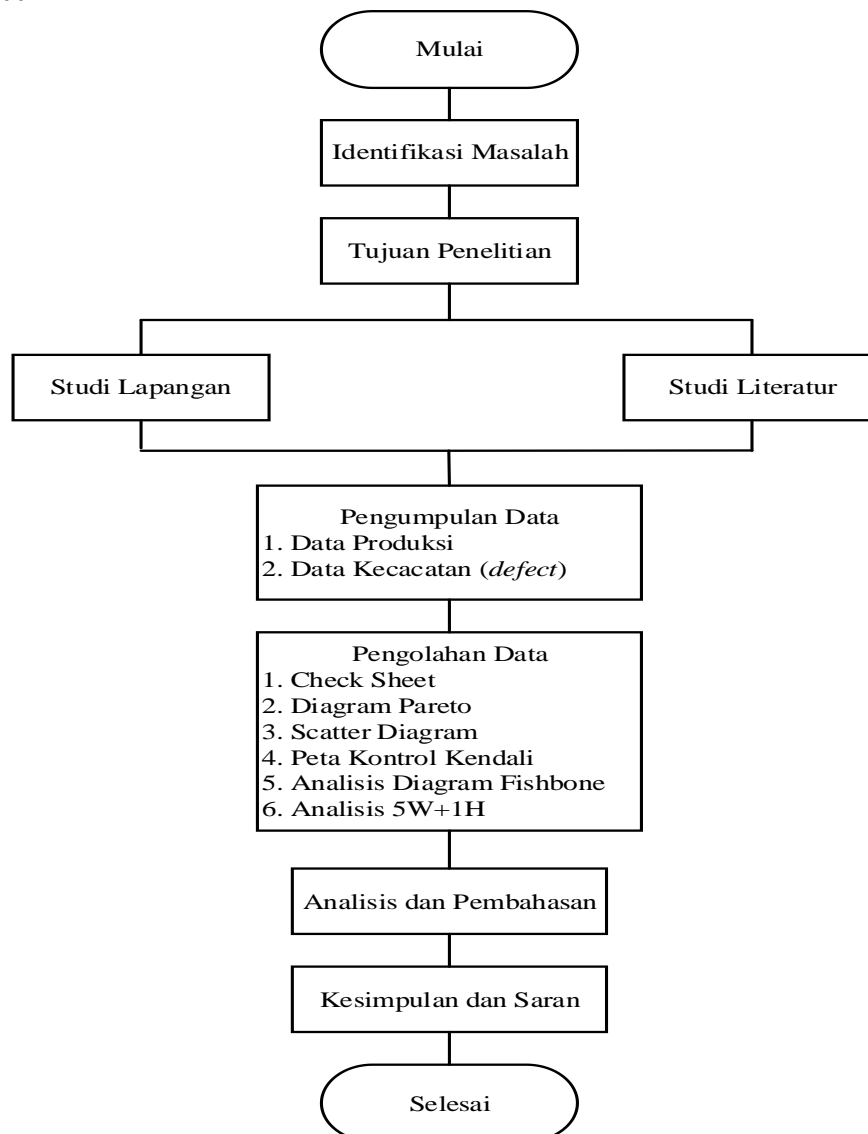 Mulai
Identifikasi Masalah
Tujuan Penelitian
Studi Lapangan
Studi Literatur
Pengumpulan Data
1. Data Produksi
2. Data Kecacatan (defect)
Pengolahan Data
1. Check Sheet
2. Diagram Pareto
3. Scatter Diagram
4. Peta Kontrol Kendali
5. Analisis Diagram Fishbone
6. Analisis 5W+1H
Analisis dan Pembahasan
Kesimpulan dan Saran
Selesai